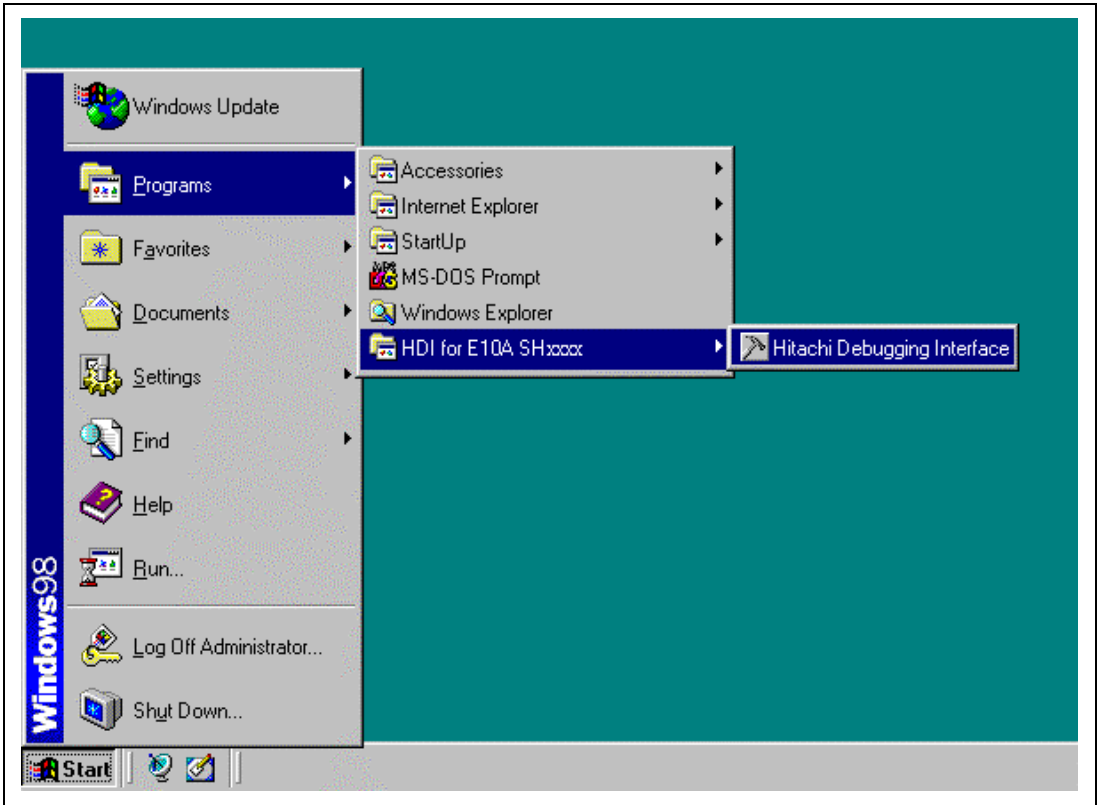 Windows Update
Programs
Favorites
Documents
Settings
Find
Help
Run...
Log Off Administrator...
Shut Down...
Windows98
Accessories
Internet Explorer
StartUp
MS-DOS Prompt
Windows Explorer
HDI for E10A SHxxxx
Hitachi Debugging Interface
Start